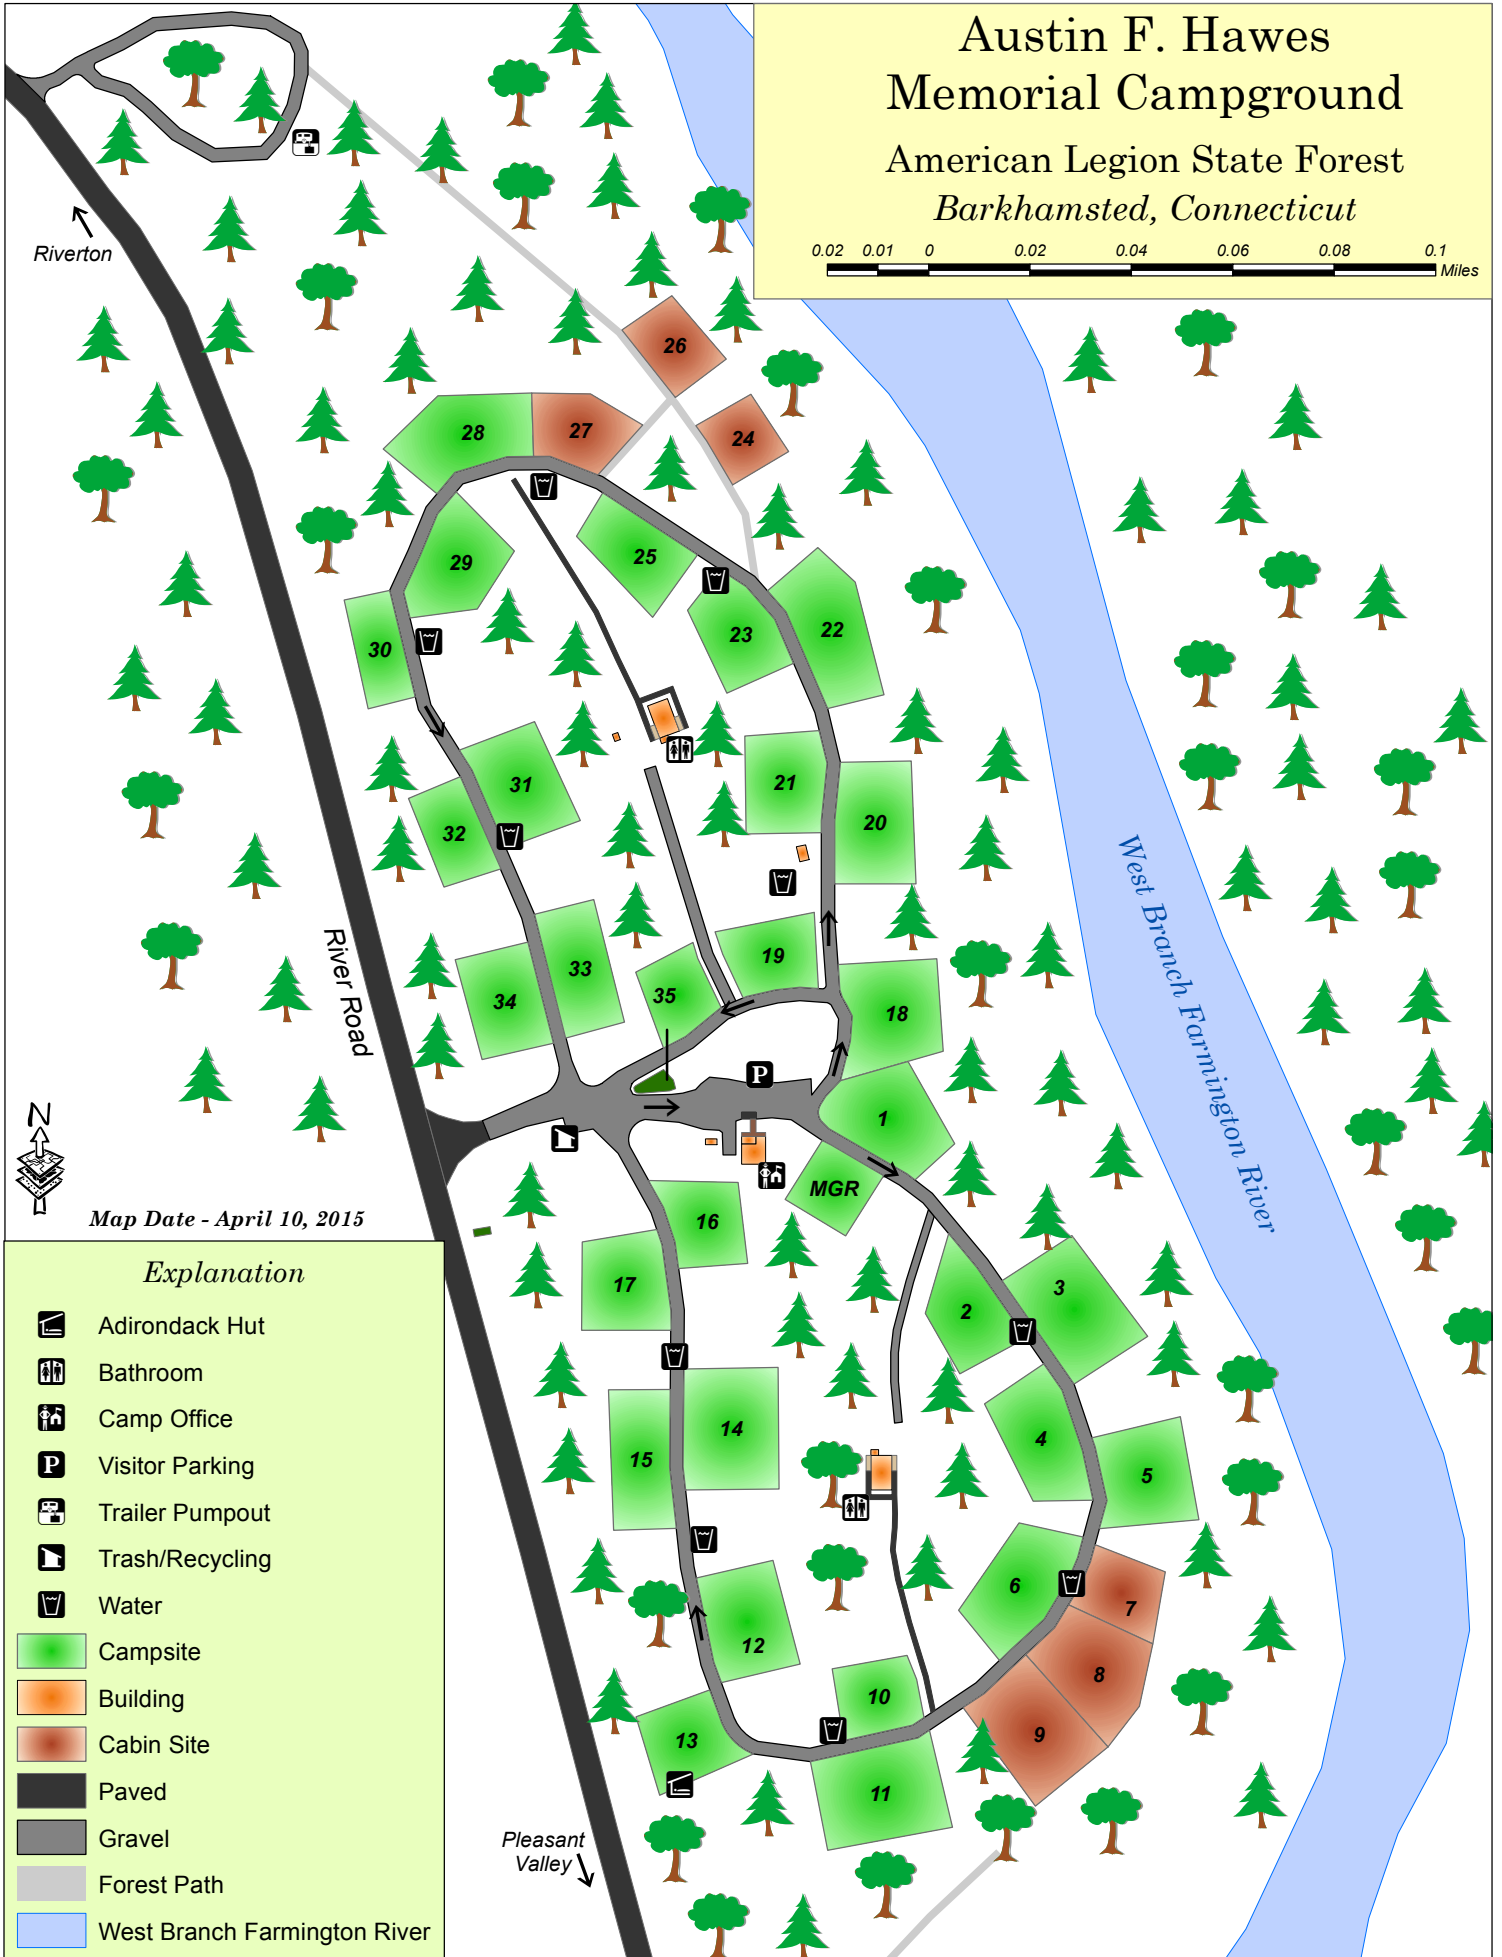 Austin F. Hawes
Memorial Campground
American Legion State Forest
Barkhamsted, Connecticut
0.02 0.01 0 0.02 0.04 0.06 0.08 0.1
Miles
Riverton
26
24
28
27
25
29
23
22
30
21
31
20
32
19
33
34
35
18
River Road
West Branch Farmington River
P
1
MGR
16
17
2
3
14
15
4
5
6
7
12
8
10
9
13
11
Pleasant
Valley
N
Map Date - April 10, 2015
Explanation
Adirondack Hut
Bathroom
Camp Office
P Visitor Parking
Trailer Pumpout
Trash/Recycling
Water
Campsite
Building
Cabin Site
Paved
Gravel
Forest Path
West Branch Farmington River